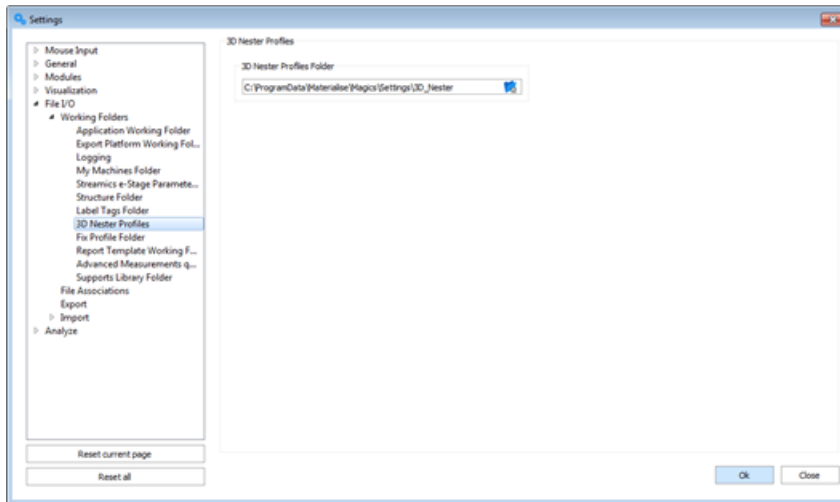 Settings
Mouse Input
General
Modules
Visualization
File I/O
Working Folders
Application Working Folder
Export Platform Working Fol...
Logging
My Machines Folder
Streamics e-Stage Paramete...
Structure Folder
Label Tags Folder
3D Nester Profiles
Fix Profile Folder
Report Template Working F...
Advanced Measurements q...
Supports Library Folder
File Associations
Export
Import
Analyze
Reset current page
Reset all
3D Nester Profiles
3D Nester Profiles Folder
C:\ProgramData\Materialise\Magics\Settings\3D_Nester
Ok
Close